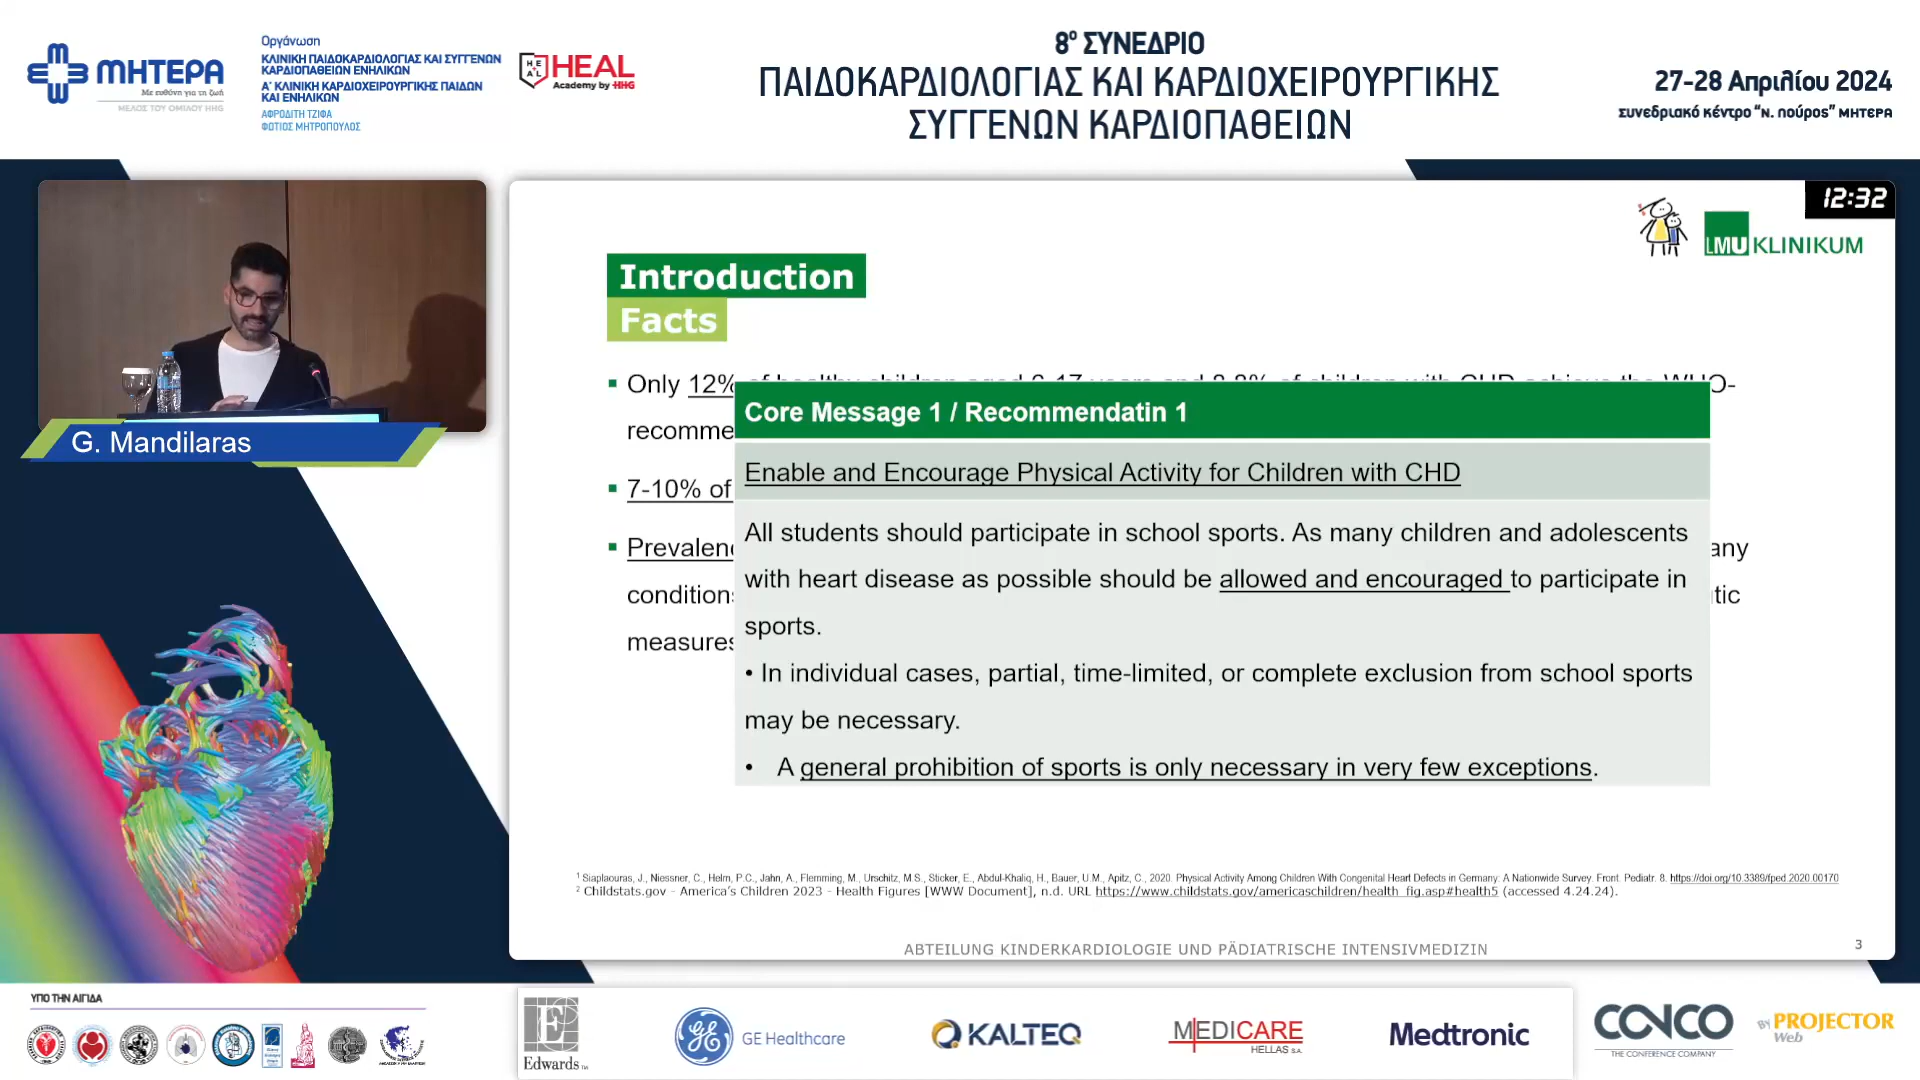 ΜΗΤΕΡΑ
Με ευθύνη για τη ζωή
ΜΕΛΟΣ ΤΟΥ ΟΜΙΛΟΥ HHG
Οργάνωση
ΚΛΙΝΙΚΗ ΠΑΙΔΟΚΑΡΔΙΟΛΟΓΙΑΣ ΚΑΙ ΣΥΓΓΕΝΩΝ
ΚΑΡΔΙΟΠΑΘΕΙΩΝ ΕΝΗΛΙΚΩΝ
Α' ΚΛΙΝΙΚΗ ΚΑΡΔΙΟΧΕΙΡΟΥΡΓΙΚΗΣ ΠΑΙΔΩΝ
ΚΑΙ ΕΝΗΛΙΚΩΝ
ΑΦΡΟΔΙΤΗ ΤΖΙΦΑ
ΦΩΤΙΟΣ ΜΗΤΡΟΠΟΥΛΟΣ
HEAL
HEAL
Academy by HHG
8ο ΣΥΝΕΔΡΙΟ
ΠΑΙΔΟΚΑΡΔΙΟΛΟΓΙΑΣ ΚΑΙ ΚΑΡΔΙΟΧΕΙΡΟΥΡΓΙΚΗΣ
ΣΥΓΓΕΝΩΝ ΚΑΡΔΙΟΠΑΘΕΙΩΝ
27-28 Απριλίου 2024
συνεδριακό κέντρο "Ν. πούρος" ΜΗΤΕΡΑ
12:32
LMU KLINIKUM
G. Mandilaras
Introduction
Facts
▪ Only 12% of healthy children aged 6-17 years and 8.8% of children with CHD achieve the WHO-
recomme
▪ 7-10% of
▪ Prevalenc any
conditions tic
measures
Core Message 1 / Recommendatin 1
Enable and Encourage Physical Activity for Children with CHD
All students should participate in school sports. As many children and adolescents
with heart disease as possible should be allowed and encouraged to participate in
sports.
• In individual cases, partial, time-limited, or complete exclusion from school sports
may be necessary.
• A general prohibition of sports is only necessary in very few exceptions.
1 Siaplaouras, J., Niessner, C., Helm, P.C., Jahn, A., Flemming, M., Urschitz, M.S., Sticker, E., Abdul-Khaliq, H., Bauer, U.M., Apitz, C., 2020. Physical Activity Among Children With Congenital Heart Defects in Germany: A Nationwide Survey. Front. Pediatr. 8. https://doi.org/10.3389/fped.2020.00170
2 Childstats.gov - America's Children 2023 - Health Figures [WWW Document], n.d. URL https://www.childstats.gov/americaschildren/health_fig.asp#health5 (accessed 4.24.24).
ABTEILUNG KINDERKARDIOLOGIE UND PÄDIATRISCHE INTENSIVMEDIZIN
3
ΥΠΟ ΤΗΝ ΑΙΓΙΔΑ
Edwards
GE Healthcare
KALTEQ
MEDICARE
HELLAS S.A.
Medtronic
CONCO
THE CONFERENCE COMPANY
BY PROJECTOR
Web